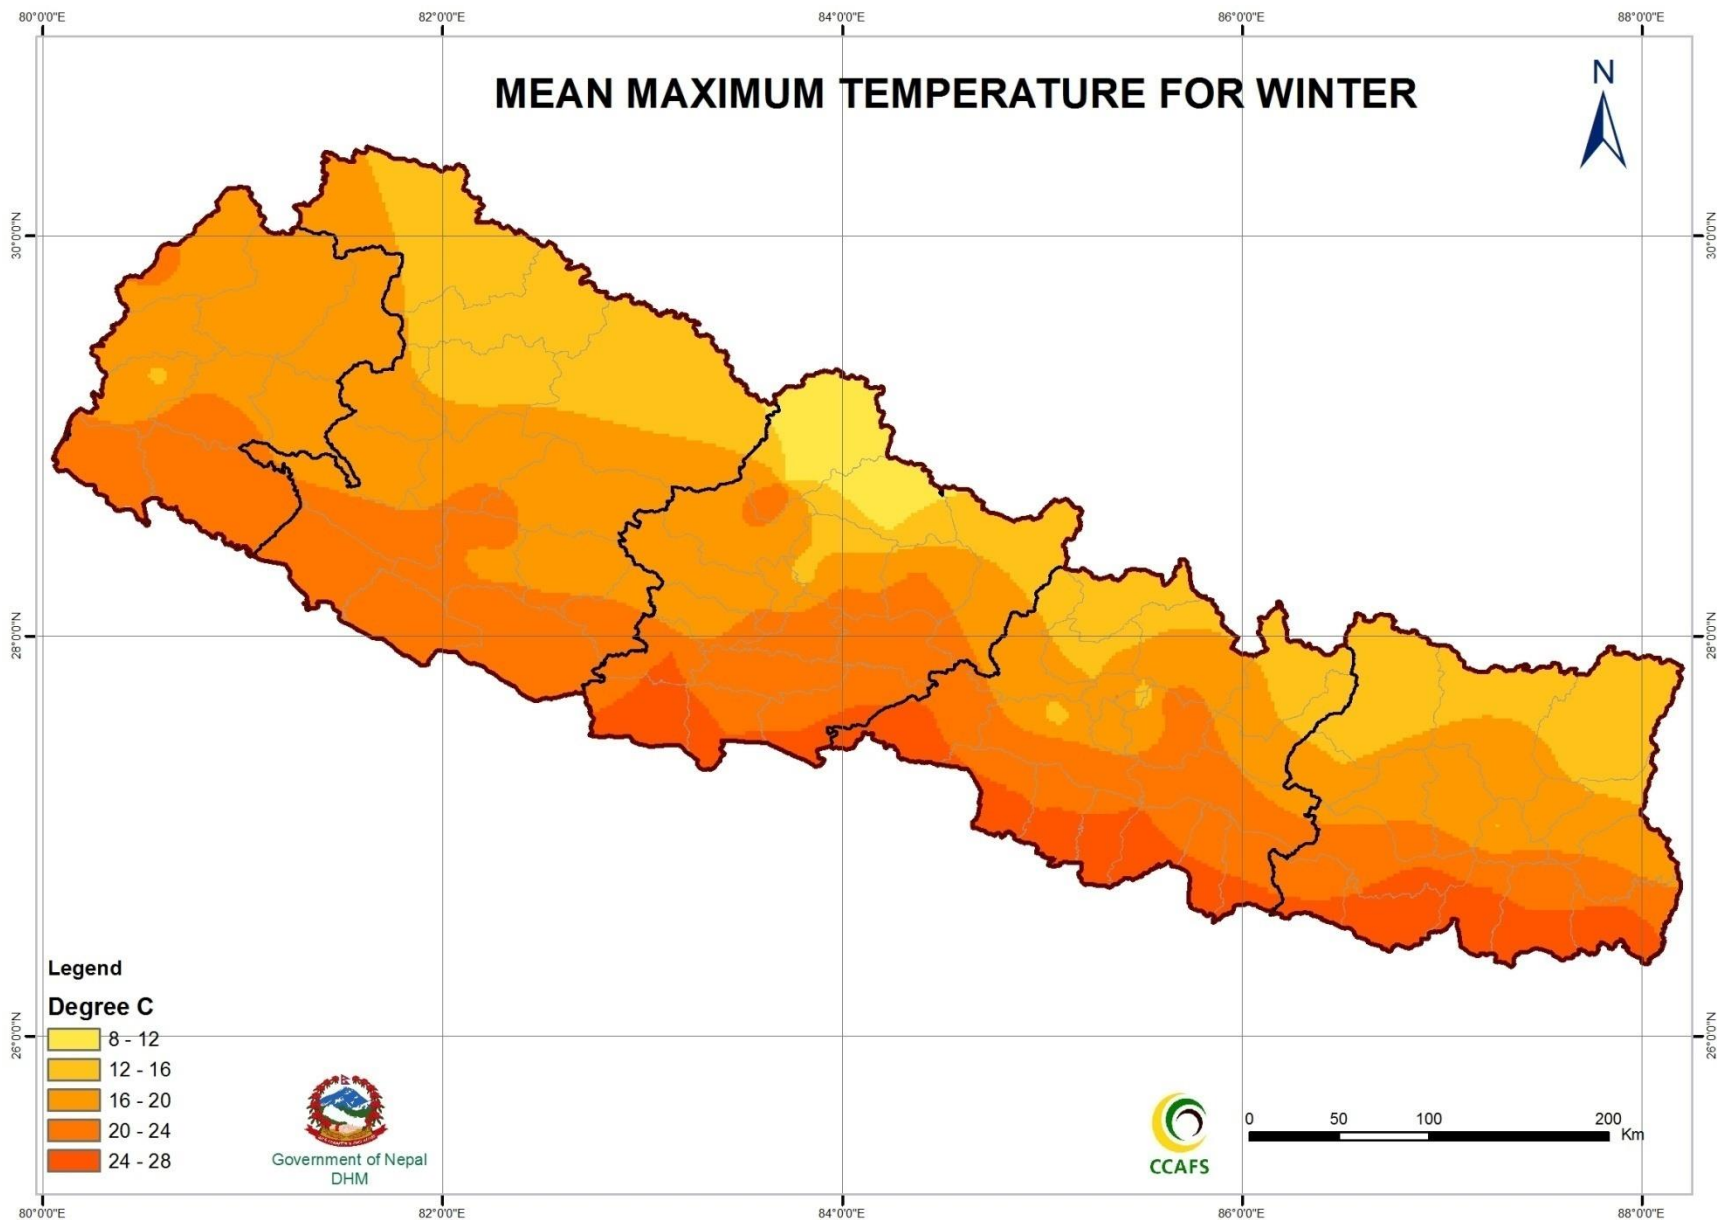 80°0'0"E 82°0'0"E 84°0'0"E 86°0'0"E 88°0'0"E
MEAN MAXIMUM TEMPERATURE FOR WINTER
N
30°0'0"N 30°0'0"N
28°0'0"N 28°0'0"N
26°0'0"N 26°0'0"N
Legend
Degree C
8 - 12
12 - 16
16 - 20
20 - 24
24 - 28
Government of Nepal
DHM
CCAFS
0 50 100 200
Km
80°0'0"E 82°0'0"E 84°0'0"E 86°0'0"E 88°0'0"E